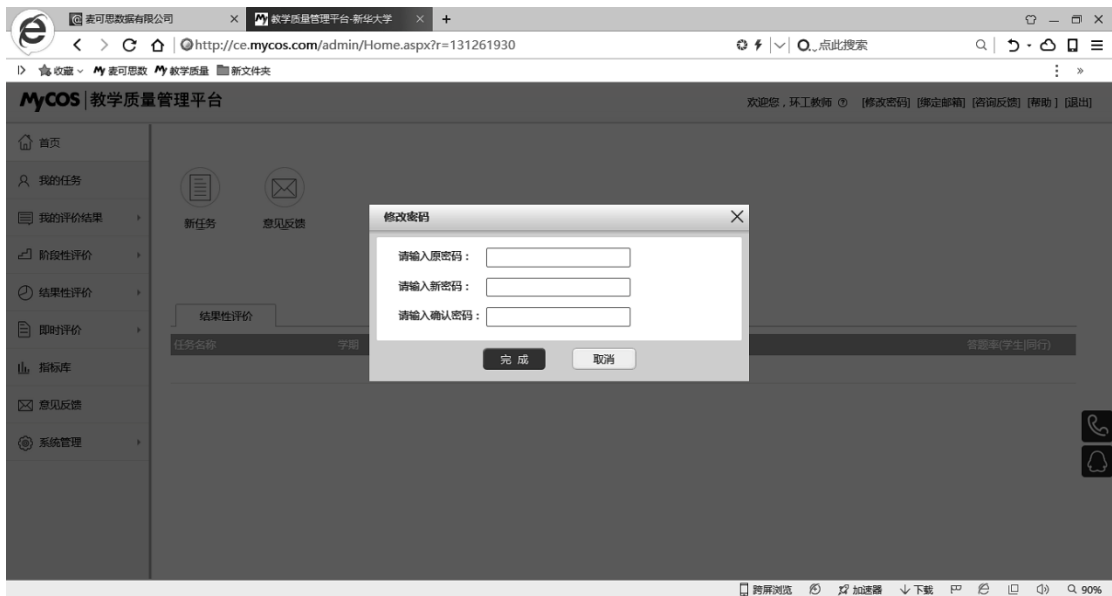 麦可思数据有限公司
教学质量管理平台-新华大学
http://ce.mycos.com/admin/Home.aspx?r=131261930
点此搜索
收藏 麦可思数 教学质量 新文件夹
MyCOS 教学质量管理平台
欢迎您，环工教师 [修改密码] [绑定邮箱] [咨询反馈] [帮助] [退出]
首页
我的任务
我的评价结果
阶段性评价
结果性评价
即时评价
指标库
意见反馈
系统管理
新任务 意见反馈
结果性评价
任务名称 学期 答题率(学生|同行)
修改密码
请输入原密码：
请输入新密码：
请输入确认密码：
完成 取消
跨屏浏览 加速器 下载 90%